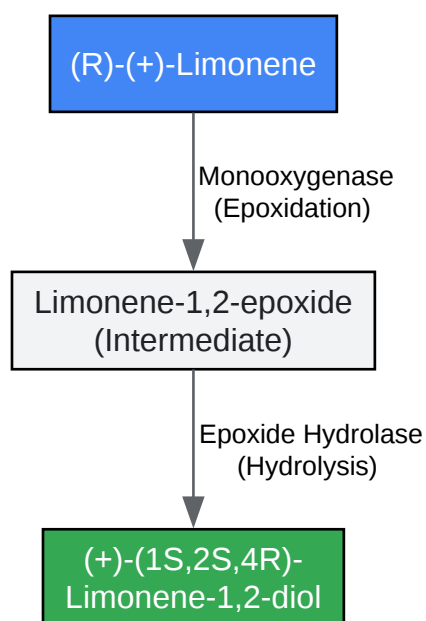 (R)-(+)-Limonene
Monooxygenase
(Epoxidation)
Limonene-1,2-epoxide
(Intermediate)
Epoxide Hydrolase
(Hydrolysis)
(+)-(1S,2S,4R)-
Limonene-1,2-diol